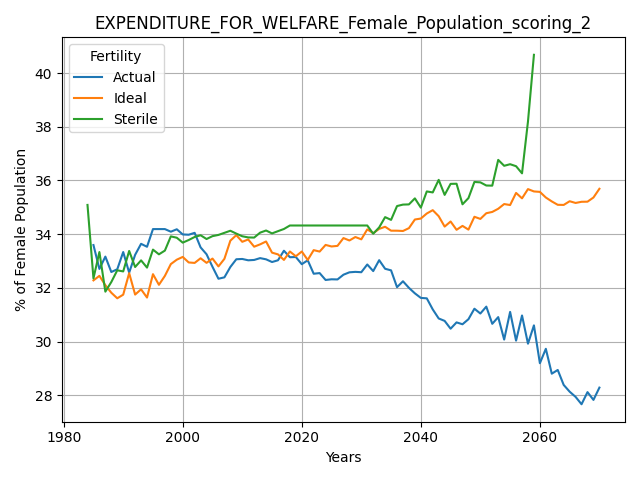 EXPENDITURE_FOR_WELFARE_Female_Population_scoring_2
Fertility
Actual
Ideal
Sterile
% of Female Population
40
38
36
34
32
30
28
1980
2000
2020
2040
2060
Years